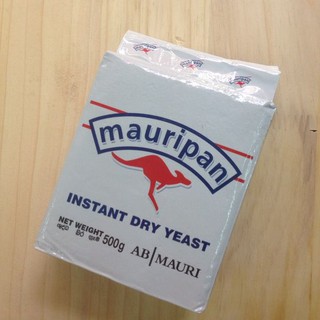 mauripan
INSTANT DRY YEAST
NET WEIGHT
500g
AB MAURI